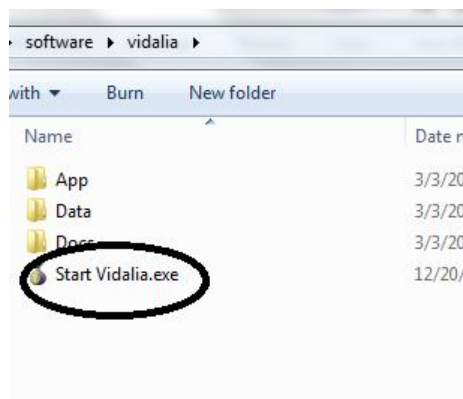 software vidalia
with Burn New folder
Name Date
App 3/3/20
Data 3/3/20
Docs 3/3/20
Start Vidalia.exe 12/20/